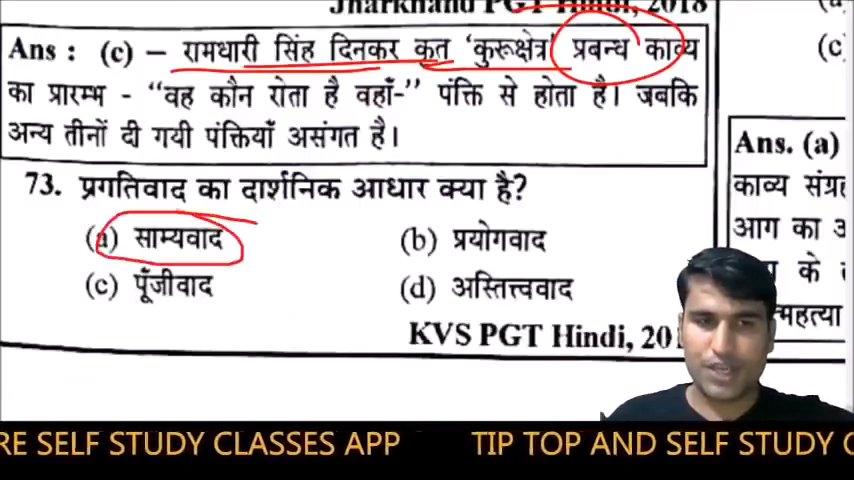 Jharkhand PGT Hindi, 2018
Ans : (c) – रामधारी सिंह दिनकर कृत 'कुरूक्षेत्र' प्रबन्ध काव्य
का प्रारम्भ - "वह कौन रोता है वहाँ-" पंक्ति से होता है। जबकि
अन्य तीनों दी गयी पंक्तियाँ असंगत है।
73. प्रगतिवाद का दार्शनिक आधार क्या है?
(a) साम्यवाद (b) प्रयोगवाद
(c) पूँजीवाद (d) अस्तित्त्ववाद
KVS PGT Hindi, 20
(c)
Ans. (a)
काव्य संग्र
आग का
के
त्महत्या
RE SELF STUDY CLASSES APP TIP TOP AND SELF STUDY C